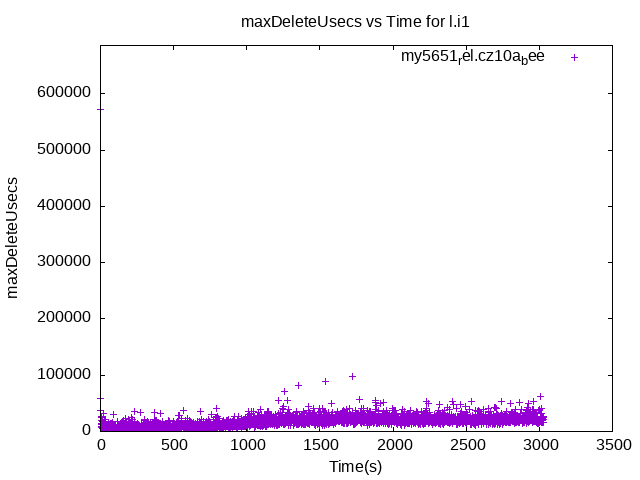 maxDeleteUsecs vs Time for l.i1
my5651rel.cz10abee
600000
500000
400000
300000
200000
100000
0
maxDeleteUsecs
0 500 1000 1500 2000 2500 3000 3500
Time(s)